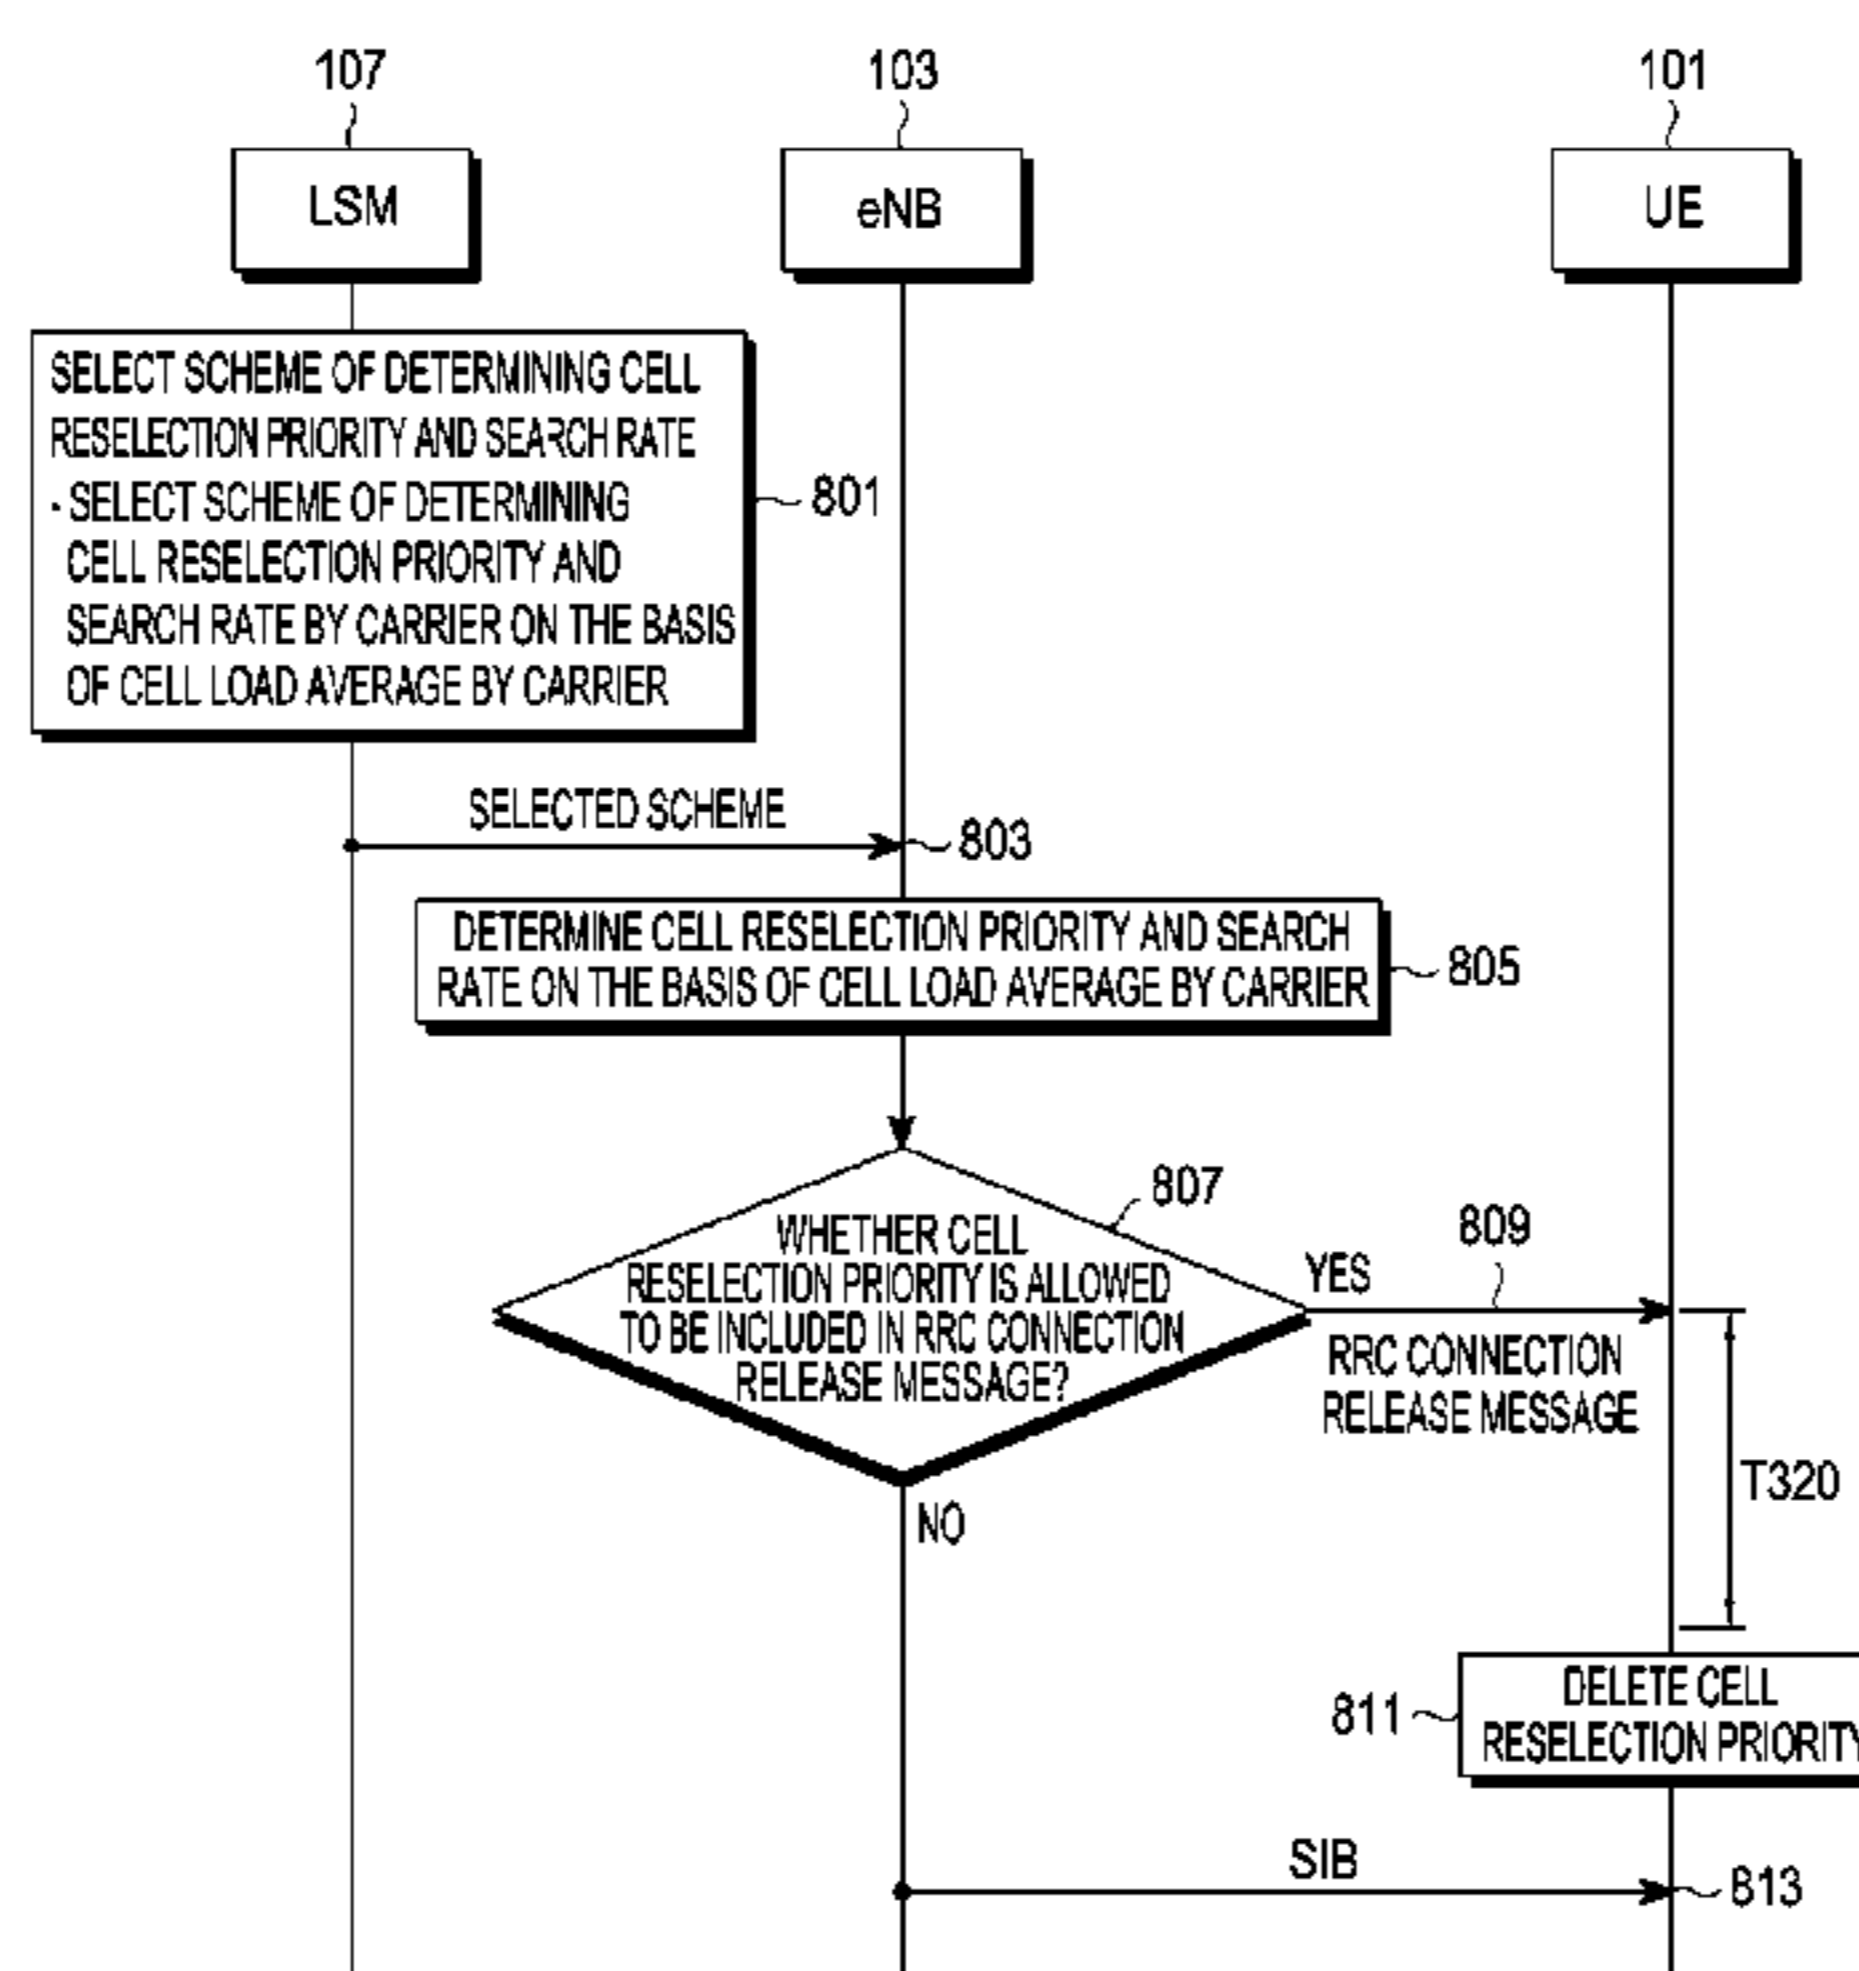 107
103
101
LSM
eNB
UE
SELECT SCHEME OF DETERMINING CELL
RESELECTION PRIORITY AND SEARCH RATE
- SELECT SCHEME OF DETERMINING
CELL RESELECTION PRIORITY AND
SEARCH RATE BY CARRIER ON THE BASIS
OF CELL LOAD AVERAGE BY CARRIER
801
SELECTED SCHEME
803
DETERMINE CELL RESELECTION PRIORITY AND SEARCH
RATE ON THE BASIS OF CELL LOAD AVERAGE BY CARRIER
805
807
WHETHER CELL
RESELECTION PRIORITY IS ALLOWED
TO BE INCLUDED IN RRC CONNECTION
RELEASE MESSAGE?
YES
809
RRC CONNECTION
RELEASE MESSAGE
T320
NO
811
DELETE CELL
RESELECTION PRIORITY
SIB
813